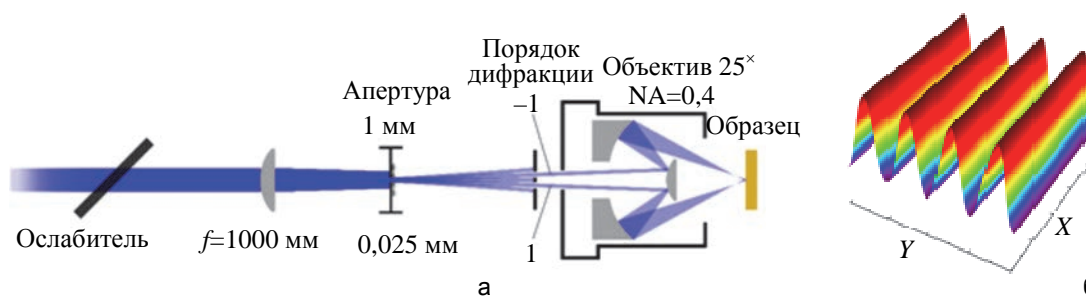 Порядок
дифракции
–1
Объектив 25×
NA=0,4
Апертура
1 мм
Образец
Ослабитель
f=1000 мм
0,025 мм
1
а
Y
X